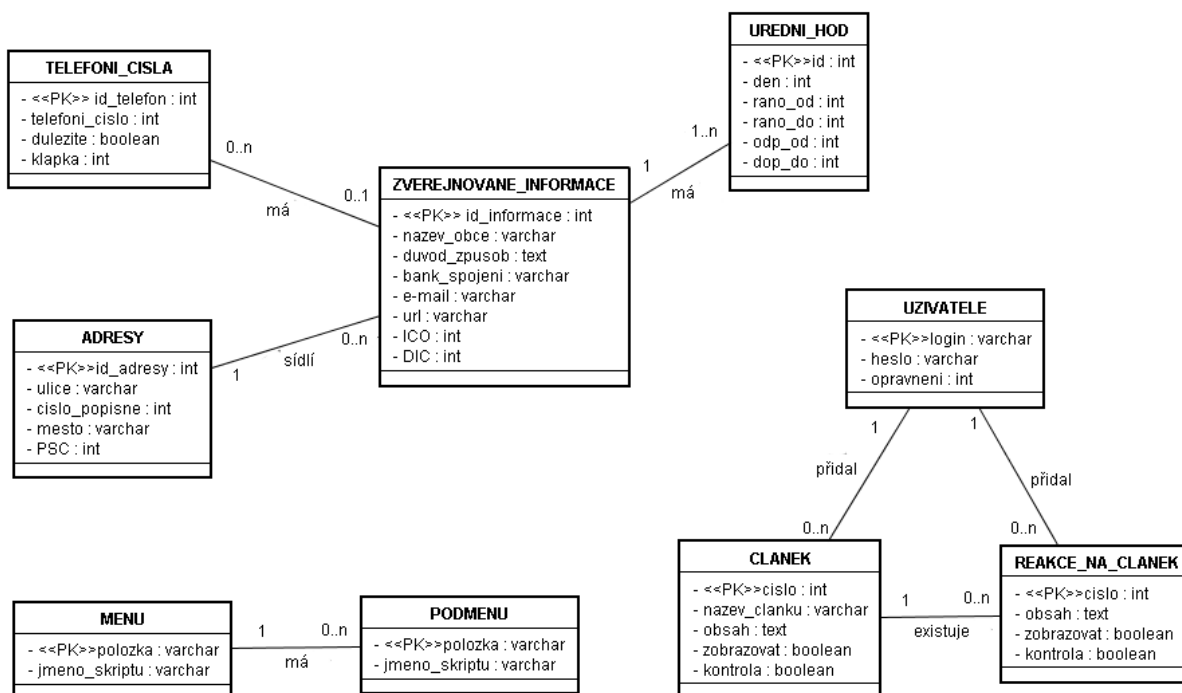 TELEFONI_CISLA
- <<PK>> id_telefon : int
- telefoni_cislo : int
- dulezite : boolean
- klapka : int
0..n
má
0..1
UREDNI_HOD
- <<PK>>id : int
- den : int
- rano_od : int
- rano_do : int
- odp_od : int
- dop_do : int
1..n
1
má
ZVEREJNOVANE_INFORMACE
- <<PK>> id_informace : int
- nazev_obce : varchar
- duvod_zpusob : text
- bank_spojeni : varchar
- e-mail : varchar
- url : varchar
- ICO : int
- DIC : int
ADRESY
- <<PK>>id_adresy : int
- ulice : varchar
- cislo_popisne : int
- mesto : varchar
- PSC : int
1
sídlí
0..n
UZIVATELE
- <<PK>>login : varchar
- heslo : varchar
- opravneni : int
1
1
přidal
přidal
0..n
0..n
CLANEK
- <<PK>>cislo : int
- nazev_clanku : varchar
- obsah : text
- zobrazovat : boolean
- kontrola : boolean
1
0..n
existuje
REAKCE_NA_CLANEK
- <<PK>>cislo : int
- obsah : text
- zobrazovat : boolean
- kontrola : boolean
MENU
- <<PK>>polozka : varchar
- jmeno_skriptu : varchar
1
0..n
má
PODMENU
- <<PK>>polozka : varchar
- jmeno_skriptu : varchar